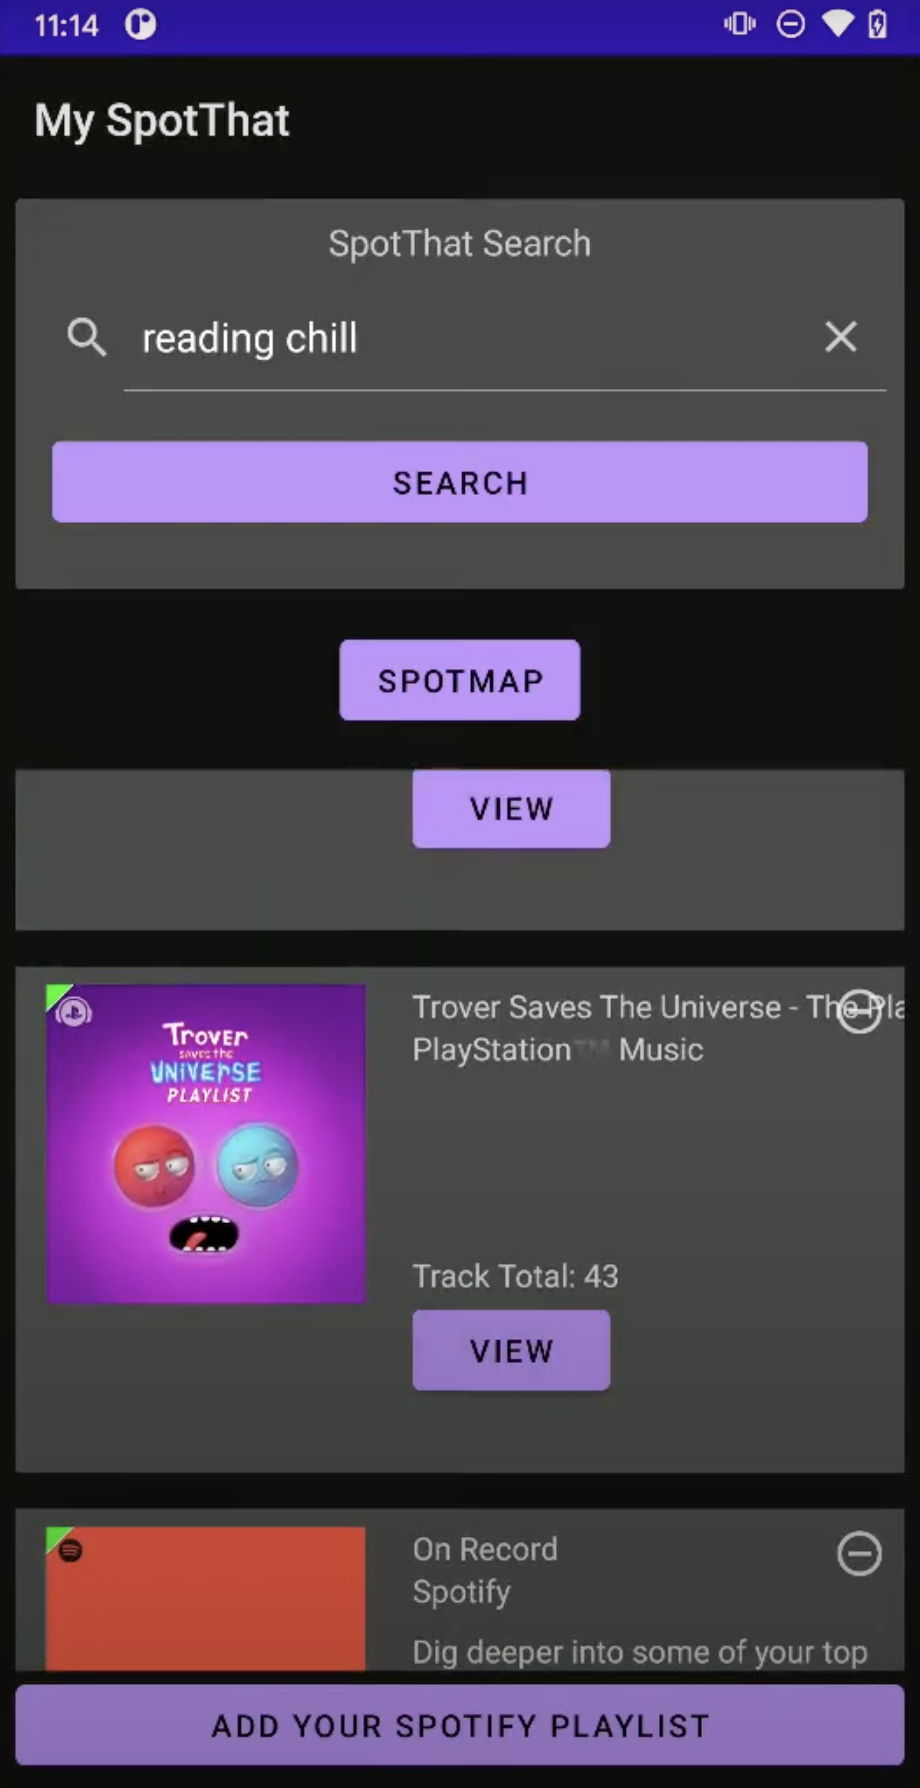 11:14
My SpotThat
SpotThat Search
reading chill
SEARCH
SPOTMAP
VIEW
Trover Saves The Universe - The Pla
PlayStation™ Music
Trover
saves the
UNiVERSE
PLAYLIST
Track Total: 43
VIEW
On Record
Spotify
Dig deeper into some of your top
ADD YOUR SPOTIFY PLAYLIST